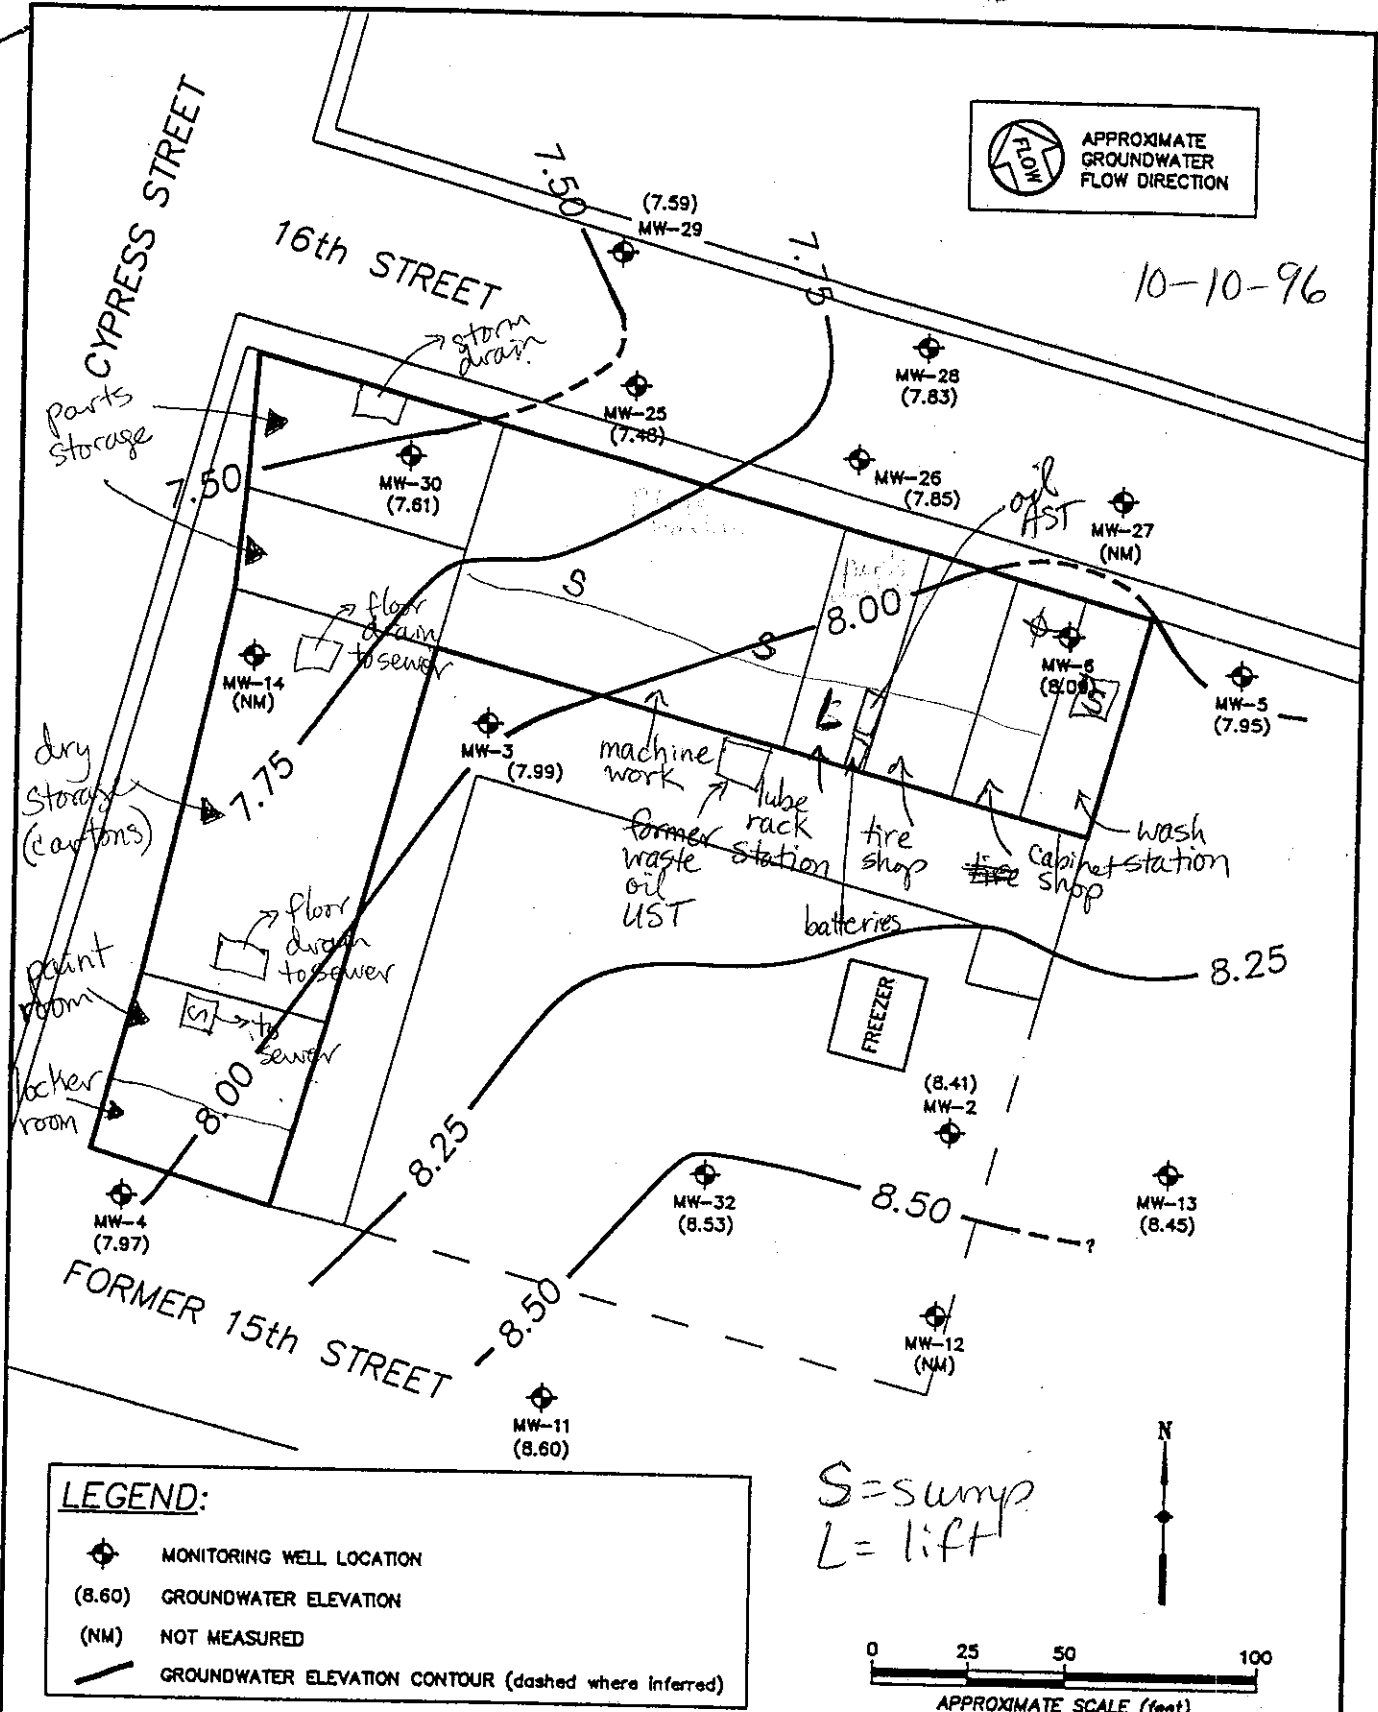 CYPRESS STREET
16th STREET
7.50
(7.59)
MW-29
7.75
FLOW
APPROXIMATE
GROUNDWATER
FLOW DIRECTION
10-10-96
storm
drain
parts
storage
MW-28
(7.83)
MW-25
(7.48)
7.50
MW-30
(7.61)
MW-26
(7.85)
oil
AST
MW-27
(NM)
S
8.00
floor
drain
to sewer
S
MW-14
(NM)
MW-6
S
MW-5
(7.95)
MW-3
(7.99)
L
machine
work
dry
storage
(cartons)
7.75
former
waste
oil
UST
lube
rack
station
tire
shop
tire cabinet
shop
wash
station
batteries
floor
drain
to sewer
8.25
paint
room
S
to
sewer
FREEZER
locker
room
8.00
(8.41)
MW-2
8.25
MW-32
(8.53)
8.50
?
MW-13
(8.45)
MW-4
(7.97)
FORMER 15th STREET
8.50
MW-12
(NM)
MW-11
(8.60)
N
S = sump
L = lift
LEGEND:
MONITORING WELL LOCATION
(8.60) GROUNDWATER ELEVATION
(NM) NOT MEASURED
GROUNDWATER ELEVATION CONTOUR (dashed where inferred)
0 25 50 100
APPROXIMATE SCALE (feet)